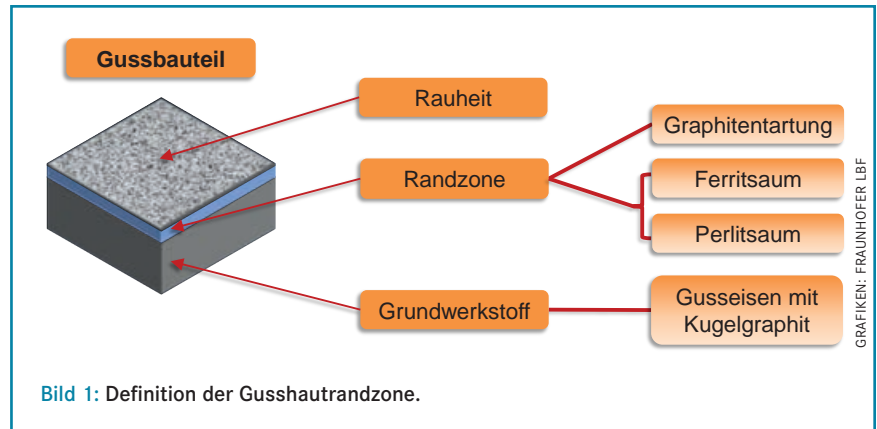 Gussbauteil
Rauheit
Randzone
Grundwerkstoff
Graphitentartung
Ferritsaum
Perlitsaum
Gusseisen mit
Kugelgraphit
GRAFIKEN: FRAUNHOFER LBF
Bild 1: Definition der Gusshautrandzone.